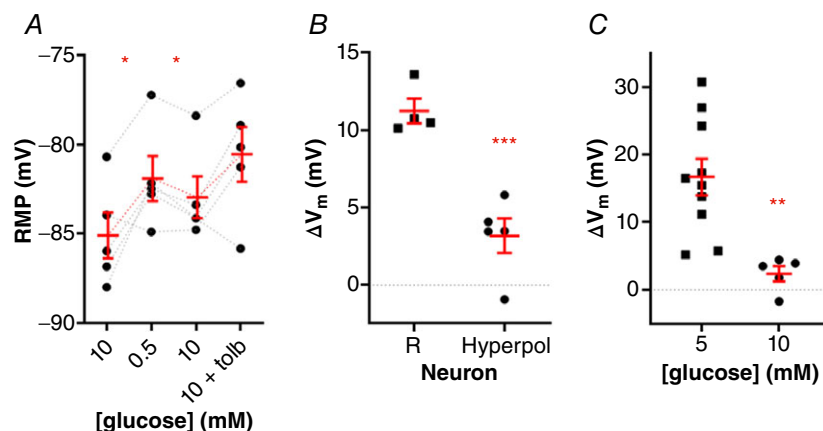 A
* *
−75
−80
−85
−90
RMP (mV)
10 0.5 10 10 + tolb
[glucose] (mM)
B
15
10
5
0
ΔVm (mV)
***
R Hyperpol
Neuron
C
30
20
10
0
ΔVm (mV)
**
5 10
[glucose] (mM)